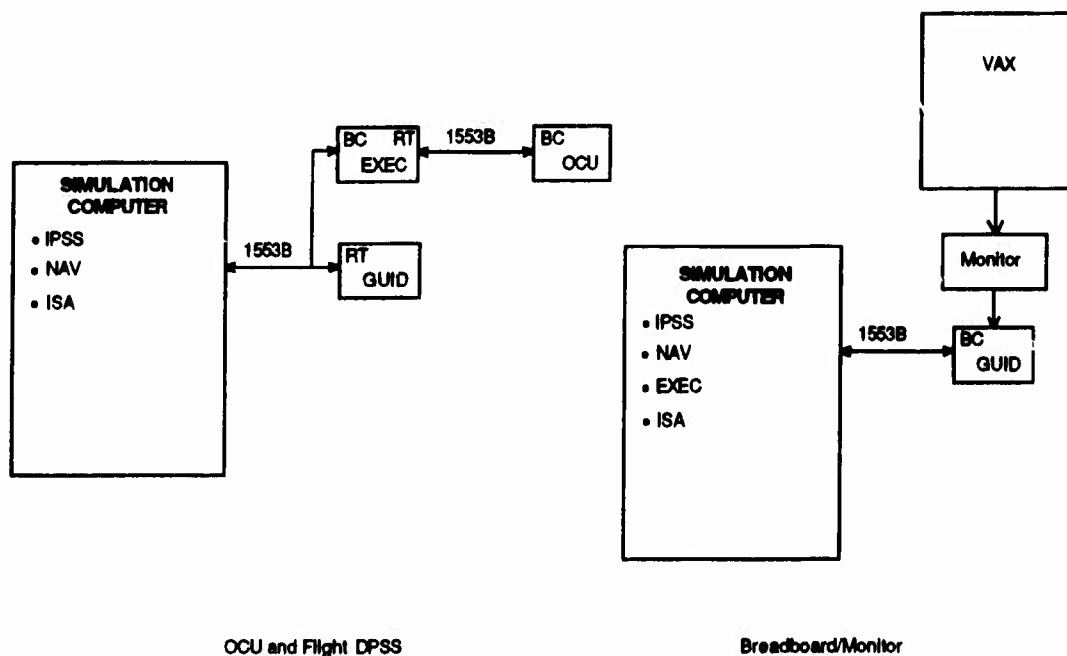 SIMULATION
COMPUTER
• IPSS
• NAV
• ISA
1553B
BC RT
EXEC
1553B
BC
OCU
RT
GUID
OCU and Flight DPSS
VAX
Monitor
SIMULATION
COMPUTER
• IPSS
• NAV
• EXEC
• ISA
1553B
BC
GUID
Breadboard/Monitor